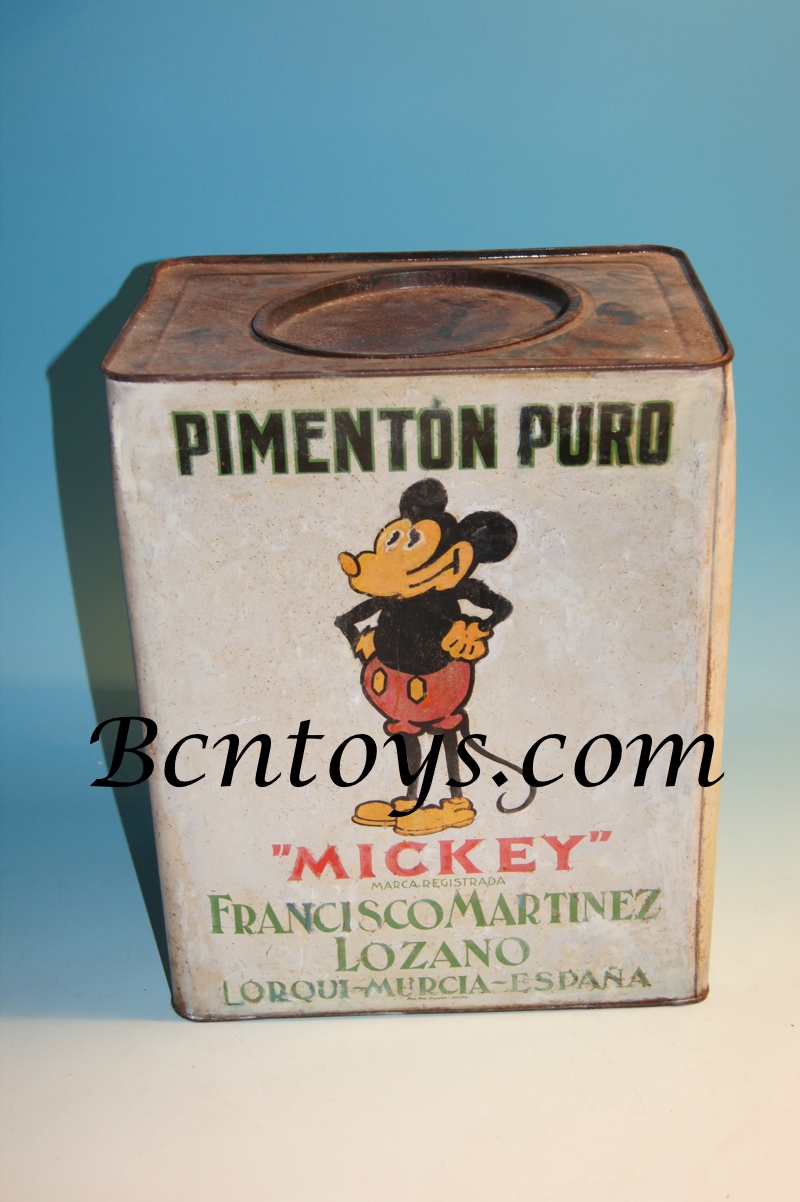 PIMENTÓN PURO
Bcntoys.com
"MICKEY"
MARCA REGISTRADA
FRANCISCO MARTINEZ
LOZANO
LORQUI-MURCIA-ESPAÑA